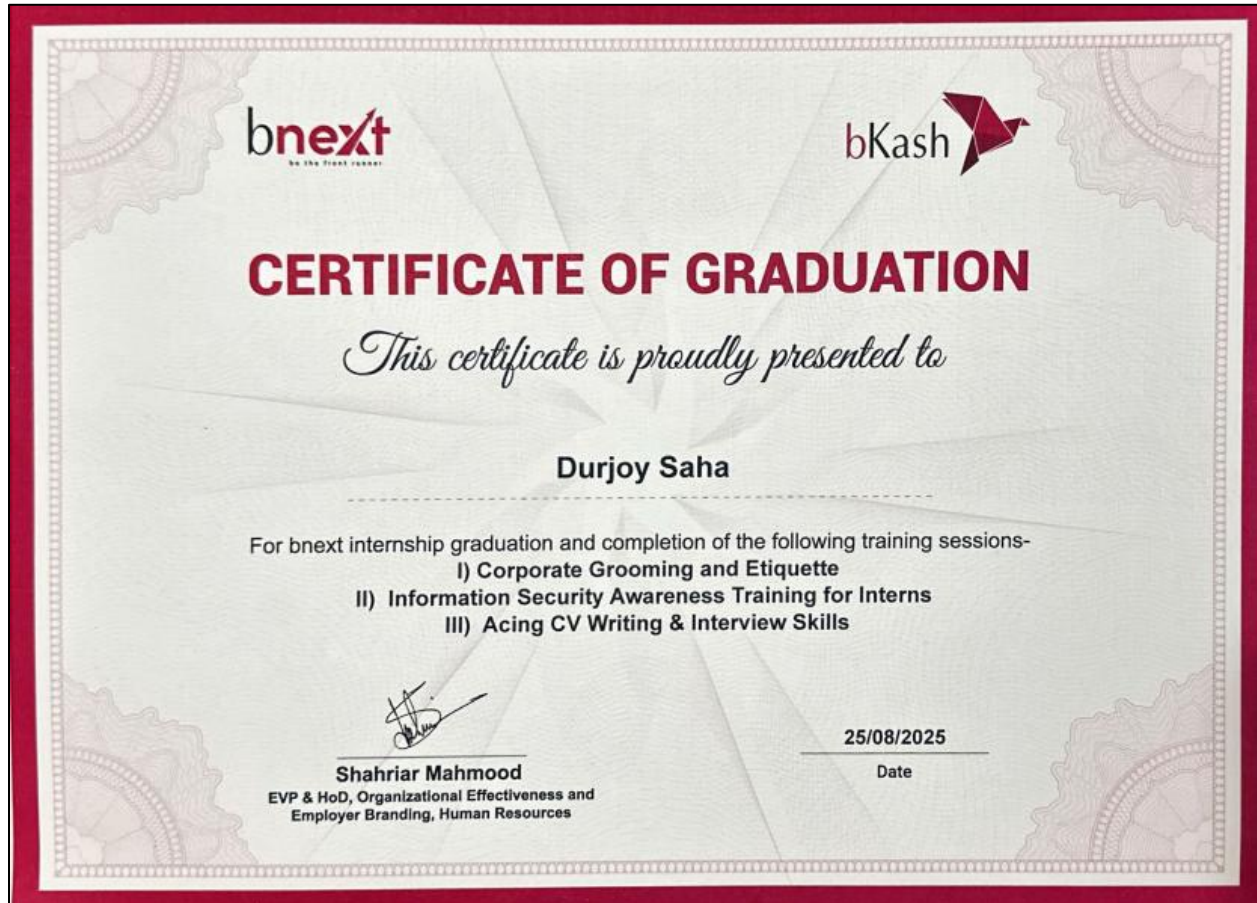 bnext
be the front runner
bKash
CERTIFICATE OF GRADUATION
This certificate is proudly presented to
Durjoy Saha
For bnext internship graduation and completion of the following training sessions-
I) Corporate Grooming and Etiquette
II) Information Security Awareness Training for Interns
III) Acing CV Writing & Interview Skills
Shahriar Mahmood
EVP & HoD, Organizational Effectiveness and
Employer Branding, Human Resources
25/08/2025
Date